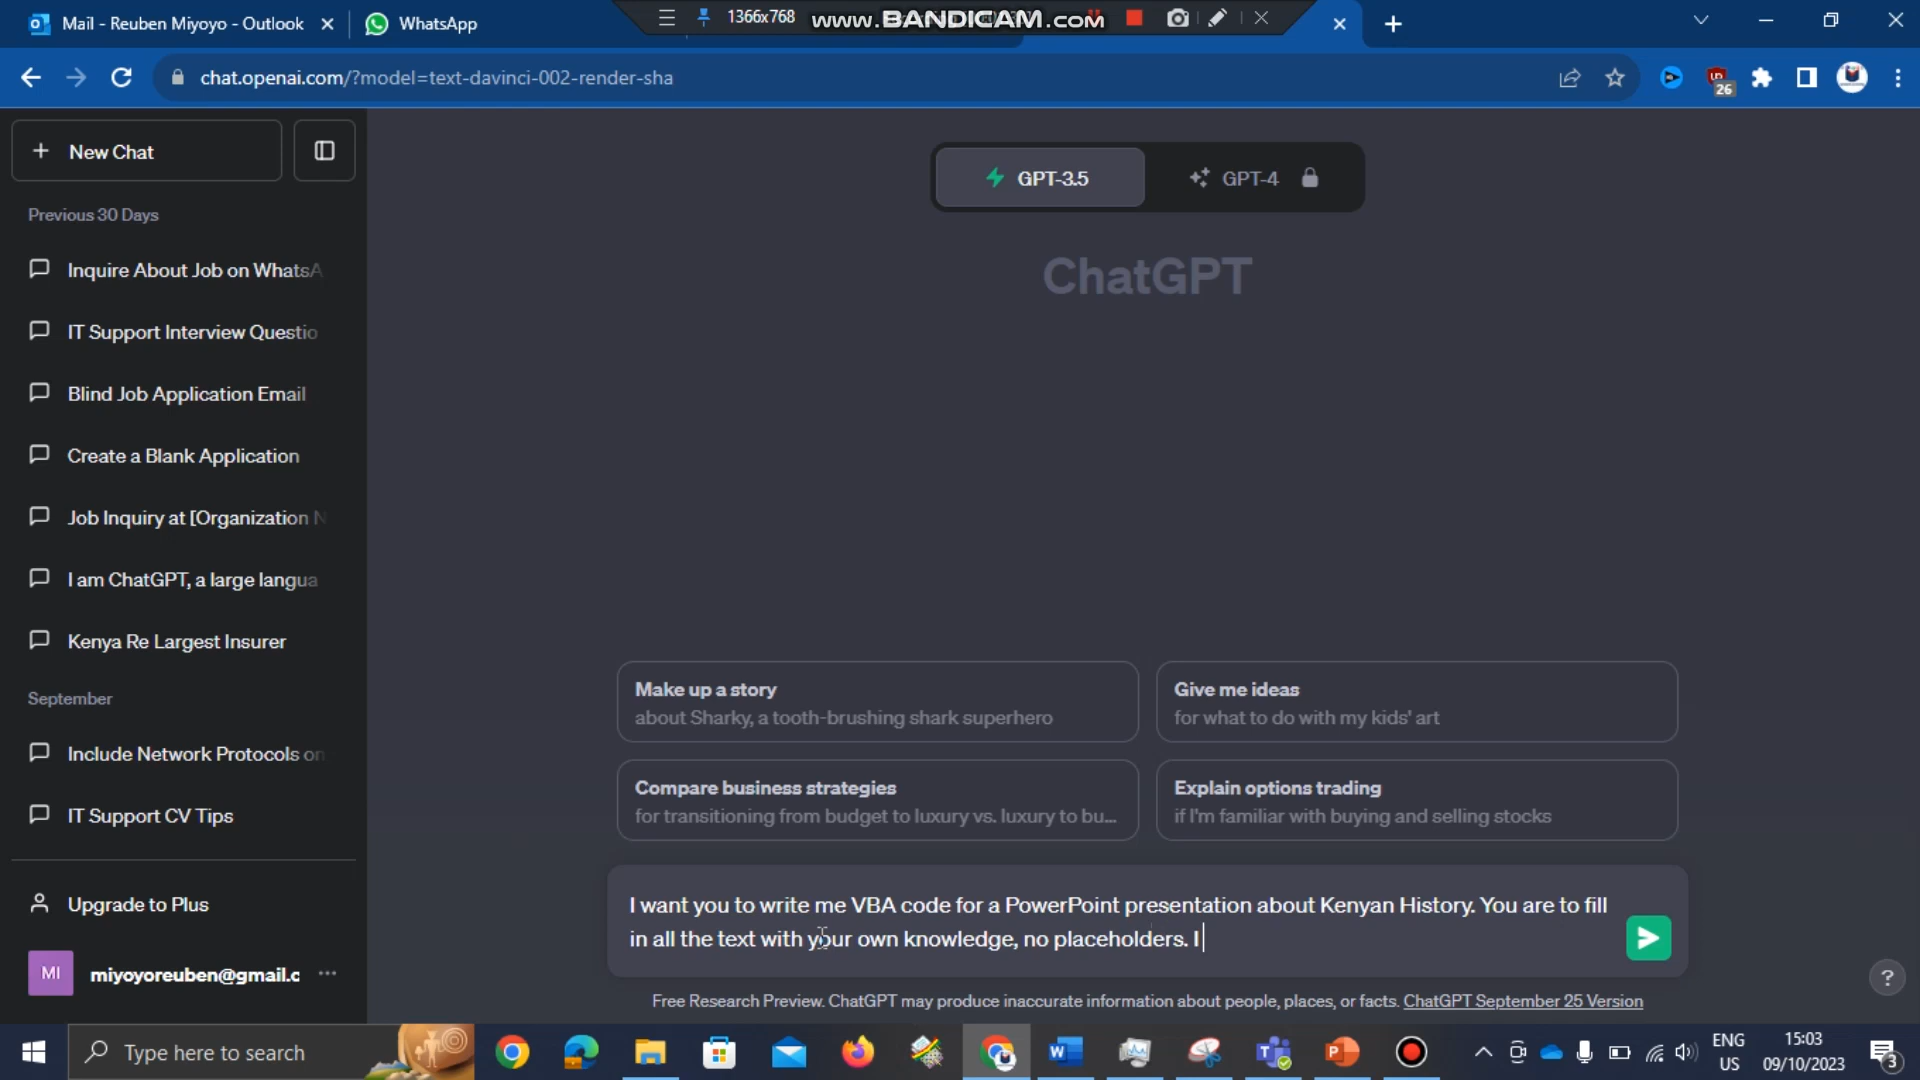 Mail - Reuben Miyoyo - Outlook
WhatsApp
1366x768
www.BANDICAM.com
chat.openai.com/?model=text-davinci-002-render-sha
26
New Chat
Previous 30 Days
Inquire About Job on WhatsA
IT Support Interview Questio
Blind Job Application Email
Create a Blank Application
Job Inquiry at [Organization N
I am ChatGPT, a large langua
Kenya Re Largest Insurer
September
Include Network Protocols on
IT Support CV Tips
Upgrade to Plus
MI
miyoyoreuben@gmail.c
GPT-3.5
GPT-4
ChatGPT
Make up a story
about Sharky, a tooth-brushing shark superhero
Give me ideas
for what to do with my kids' art
Compare business strategies
for transitioning from budget to luxury vs. luxury to bu...
Explain options trading
if I'm familiar with buying and selling stocks
I want you to write me VBA code for a PowerPoint presentation about Kenyan History. You are to fill
in all the text with your own knowledge, no placeholders. I
Free Research Preview. ChatGPT may produce inaccurate information about people, places, or facts. ChatGPT September 25 Version
?
Type here to search
ENG
US
15:03
09/10/2023
3